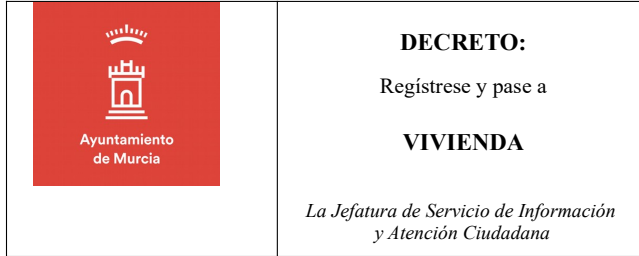 Ayuntamiento
de Murcia
DECRETO:
Regístrese y pase a
VIVIENDA
La Jefatura de Servicio de Información
y Atención Ciudadana